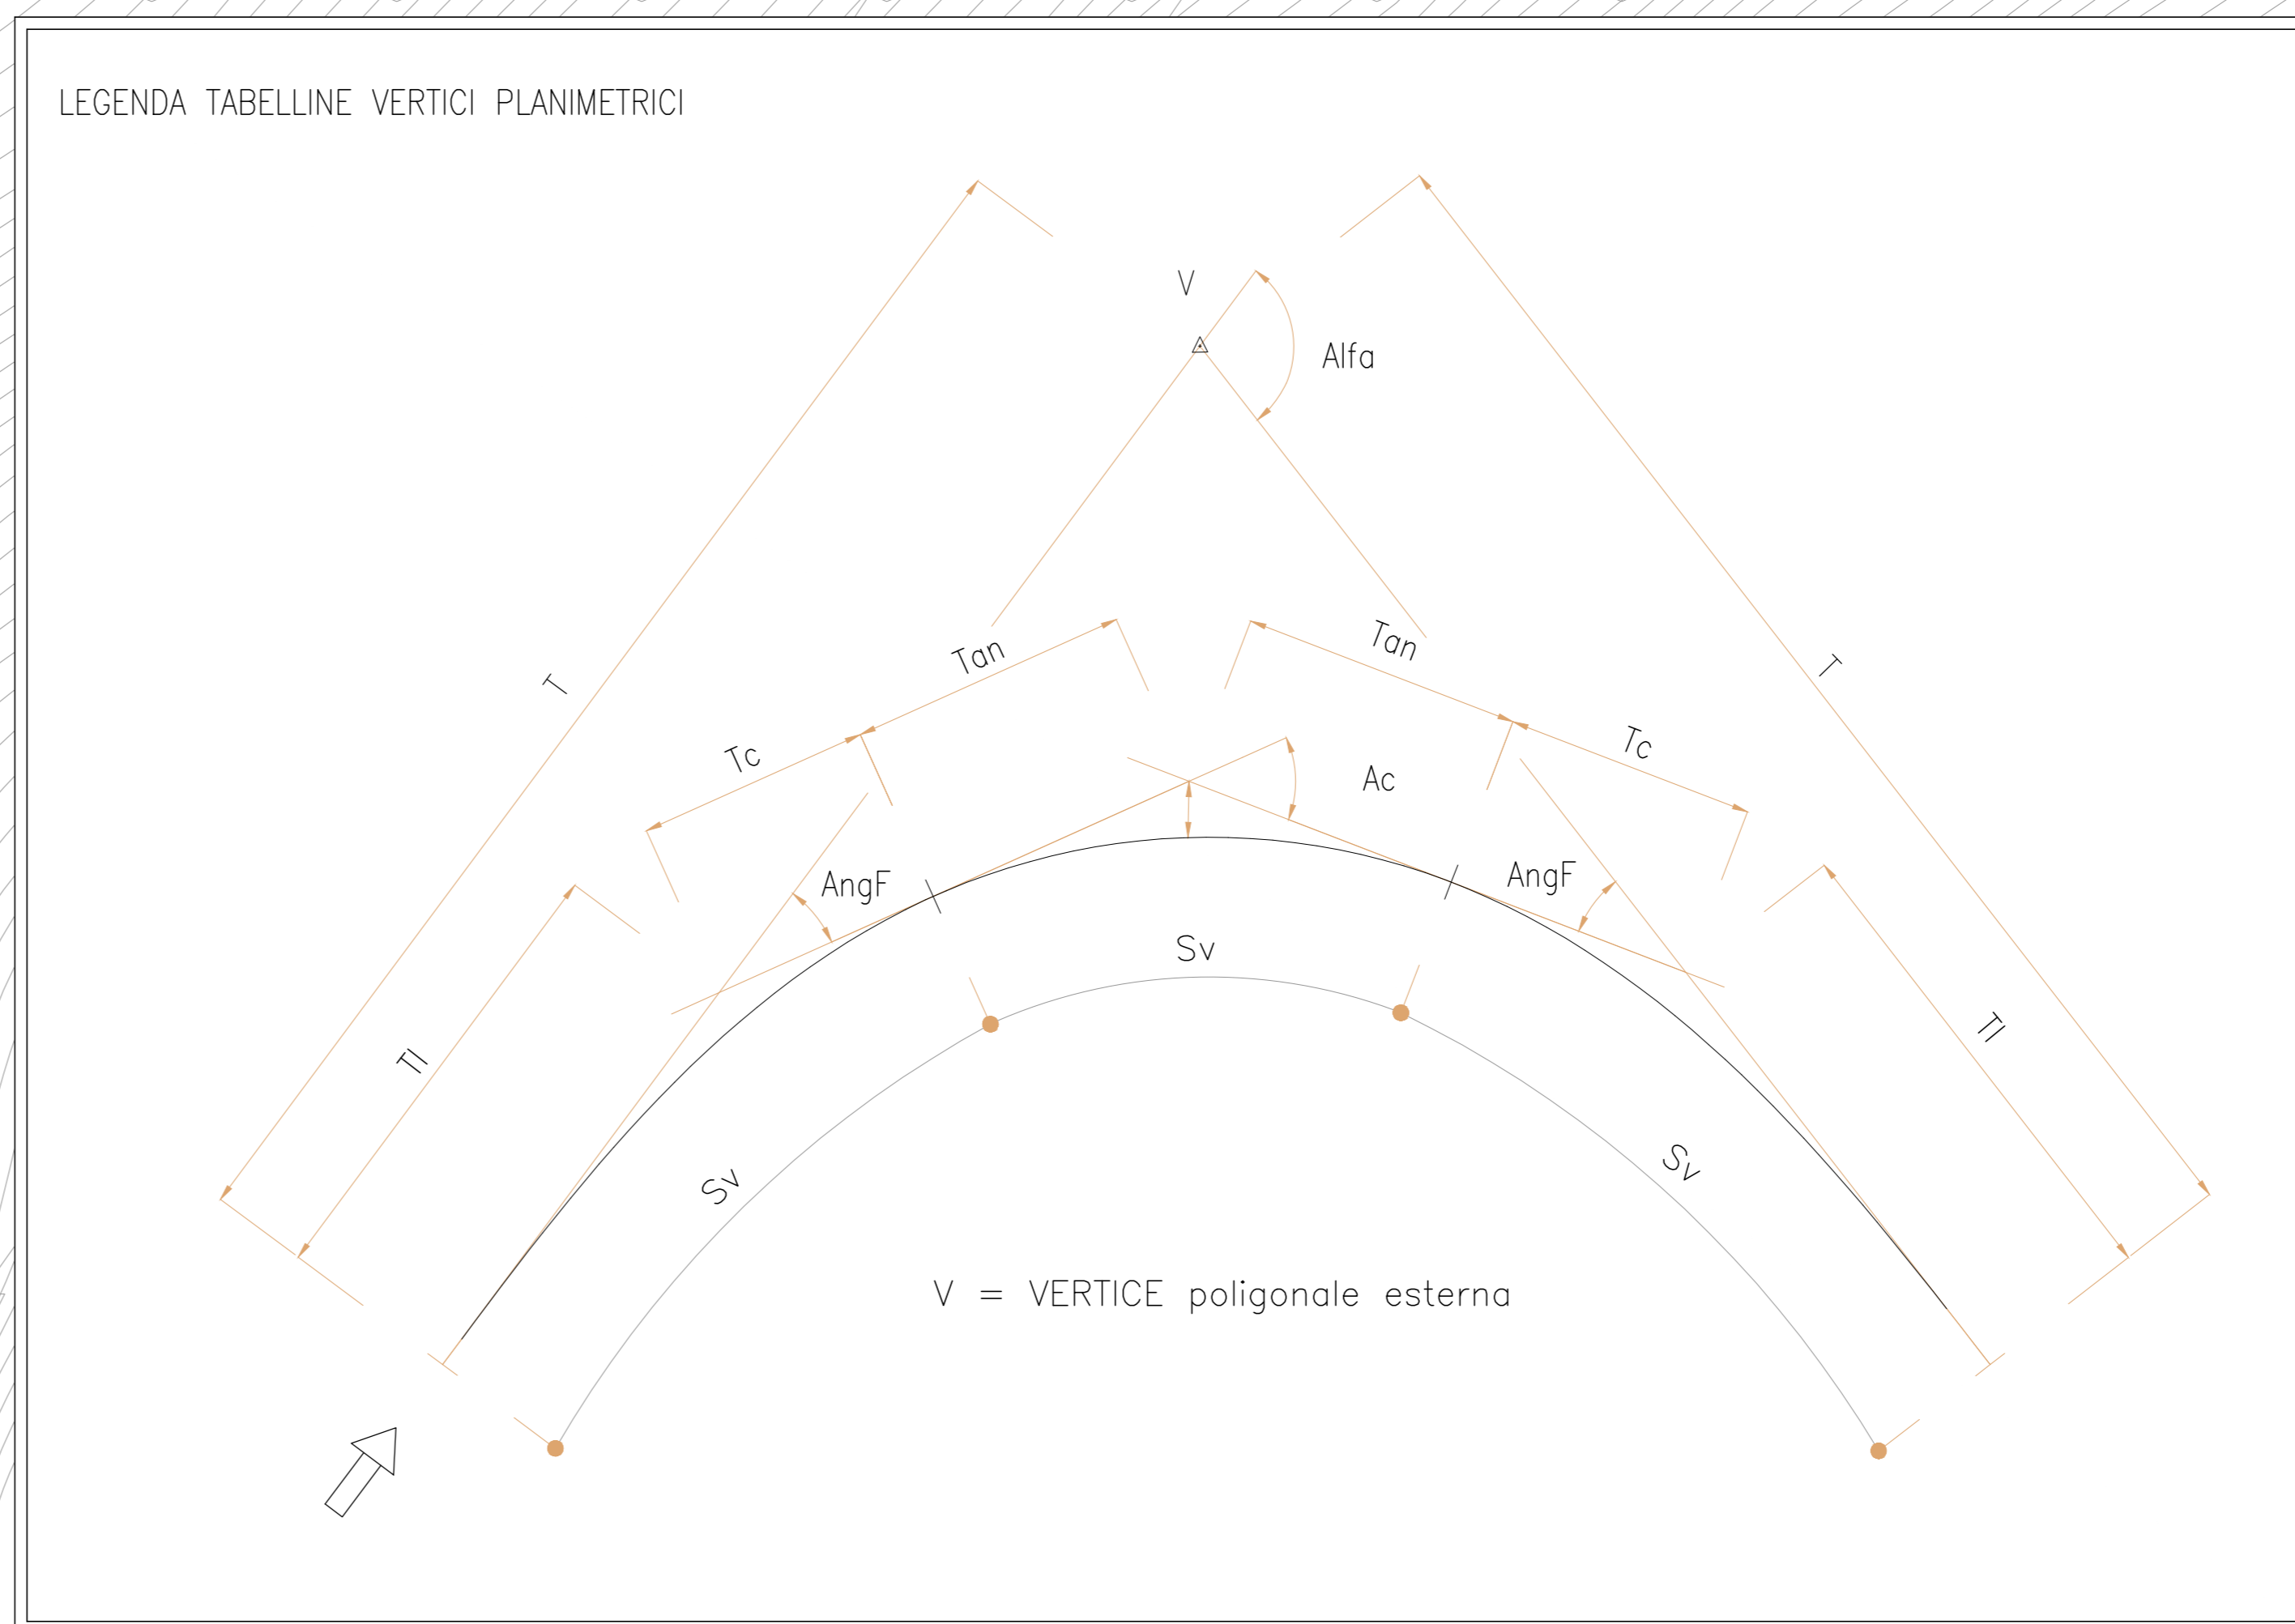 LEGENDA TABELLINE VERTICI PLANIMETRICI
V
Alfa
T
T
Tan
Tan
Tc
Tc
Ac
AngF
AngF
Tl
Tl
Sv
Sv
Sv
V = VERTICE poligonale esterna